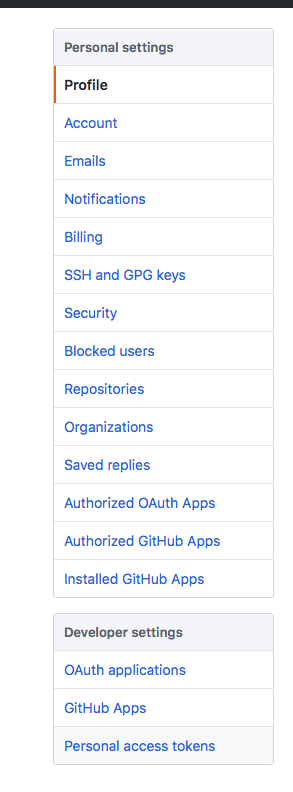 Personal settings
Profile
Account
Emails
Notifications
Billing
SSH and GPG keys
Security
Blocked users
Repositories
Organizations
Saved replies
Authorized OAuth Apps
Authorized GitHub Apps
Installed GitHub Apps
Developer settings
OAuth applications
GitHub Apps
Personal access tokens